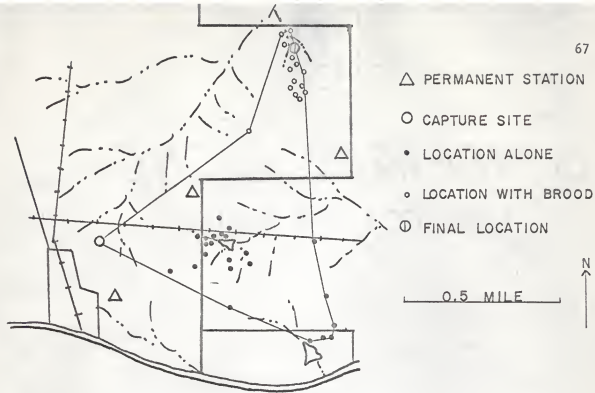 67
PERMANENT STATION
CAPTURE SITE
LOCATION ALONE
LOCATION WITH BROOD
FINAL LOCATION
N
0.5 MILE